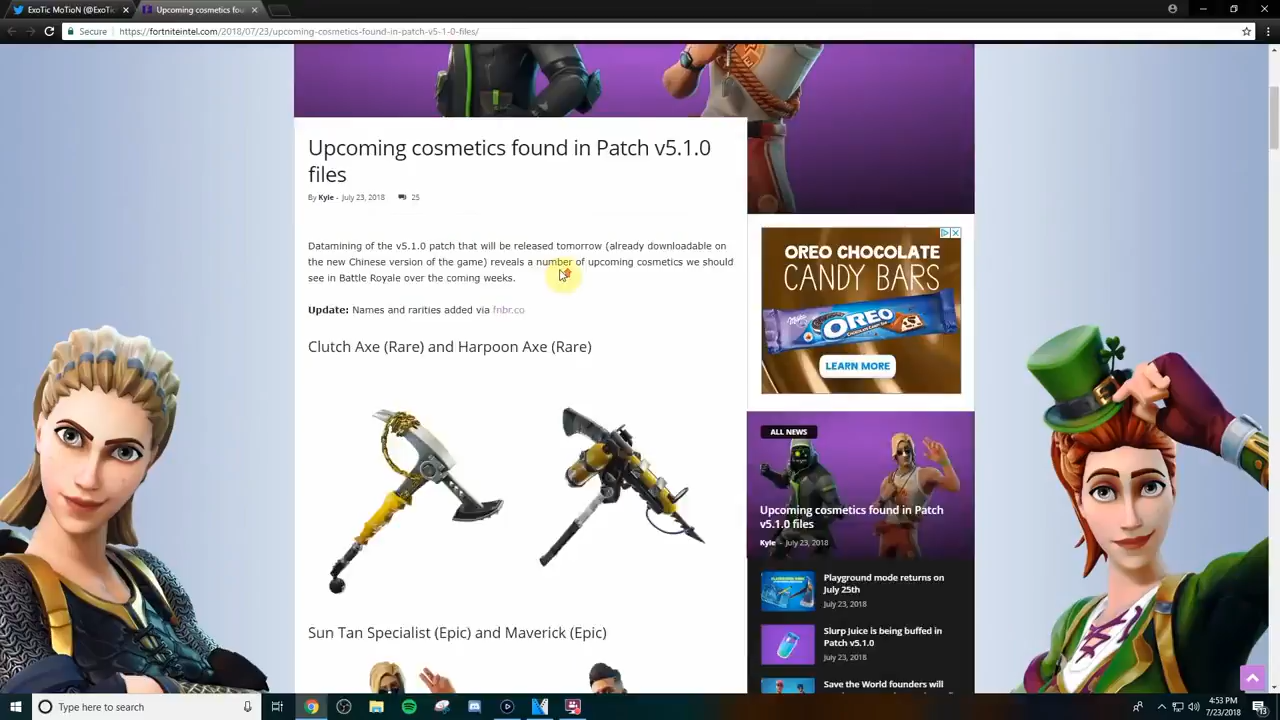 ExoTic MoTioN (@ExoTi
Upcoming cosmetics fou
Secure
https://fortniteintel.com/2018/07/23/upcoming-cosmetics-found-in-patch-v5-1-0-files/
Upcoming cosmetics found in Patch v5.1.0
files
By Kyle - July 23, 2018 25
Datamining of the v5.1.0 patch that will be released tomorrow (already downloadable on
the new Chinese version of the game) reveals a number of upcoming cosmetics we should
see in Battle Royale over the coming weeks.
Update: Names and rarities added via fnbr.co
Clutch Axe (Rare) and Harpoon Axe (Rare)
Sun Tan Specialist (Epic) and Maverick (Epic)
OREO CHOCOLATE
CANDY BARS
OREO
LEARN MORE
ALL NEWS
Upcoming cosmetics found in Patch
v5.1.0 files
Kyle - July 23, 2018
Playground mode returns on
July 25th
July 23, 2018
Slurp Juice is being buffed in
Patch v5.1.0
July 23, 2018
Save the World founders will
Type here to search
4:53 PM
7/23/2018
13